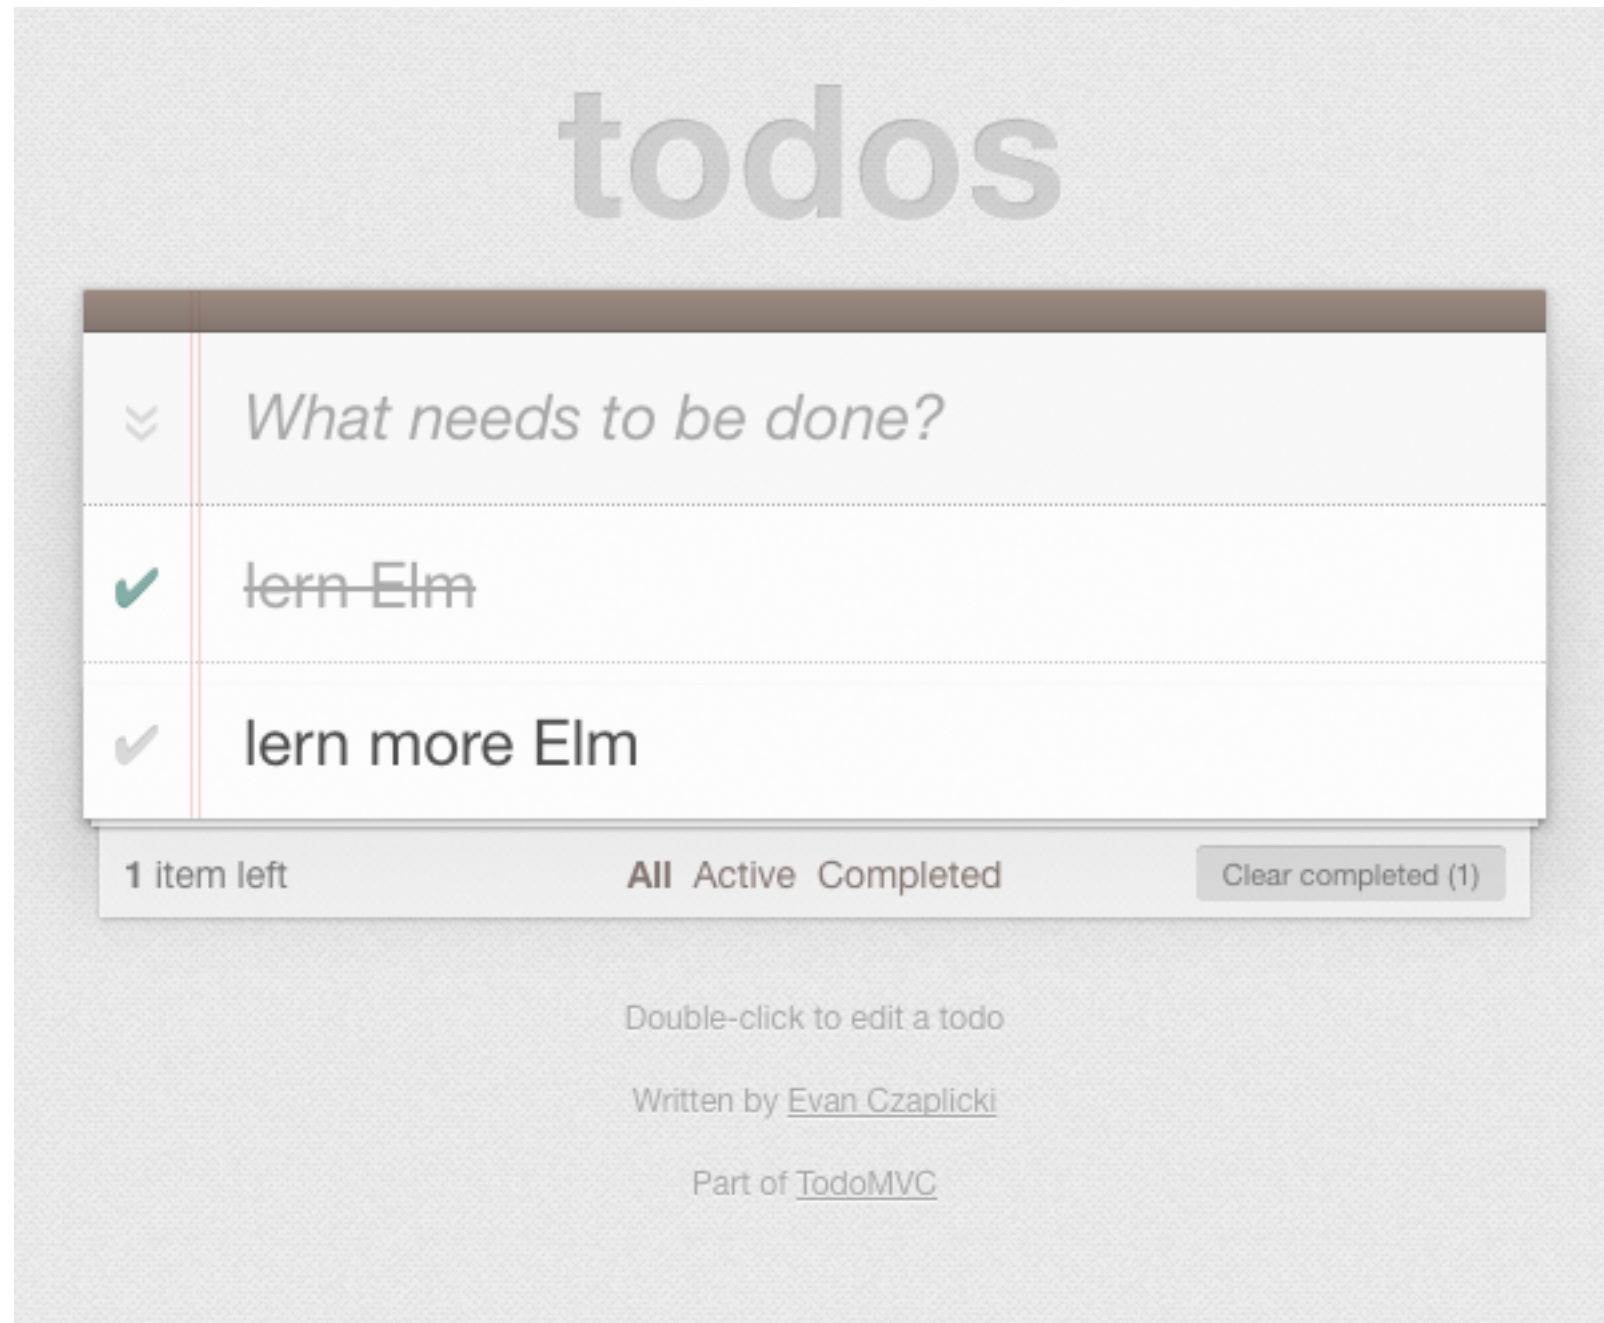 todos
What needs to be done?
lern Elm
lern more Elm
1 item left All Active Completed Clear completed (1)
Double-click to edit a todo
Written by Evan Czaplicki
Part of TodoMVC